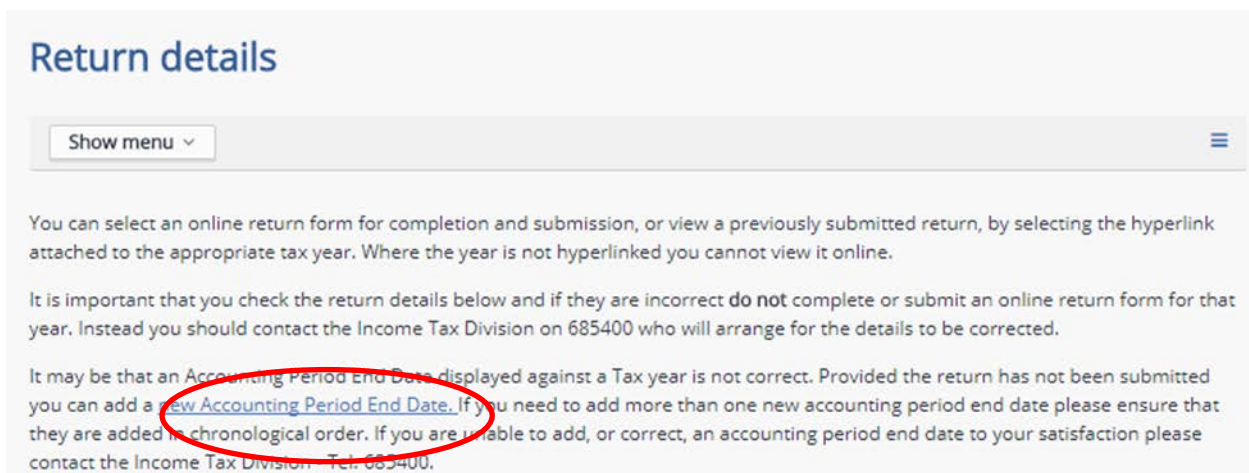 Return details
Show menu
You can select an online return form for completion and submission, or view a previously submitted return, by selecting the hyperlink
attached to the appropriate tax year. Where the year is not hyperlinked you cannot view it online.
It is important that you check the return details below and if they are incorrect do not complete or submit an online return form for that
year. Instead you should contact the Income Tax Division on 685400 who will arrange for the details to be corrected.
It may be that an Accounting Period End Date displayed against a Tax year is not correct. Provided the return has not been submitted
you can add a new Accounting Period End Date. If you need to add more than one new accounting period end date please ensure that
they are added in chronological order. If you are unable to add, or correct, an accounting period end date to your satisfaction please
contact the Income Tax Division - Tel. 685400.